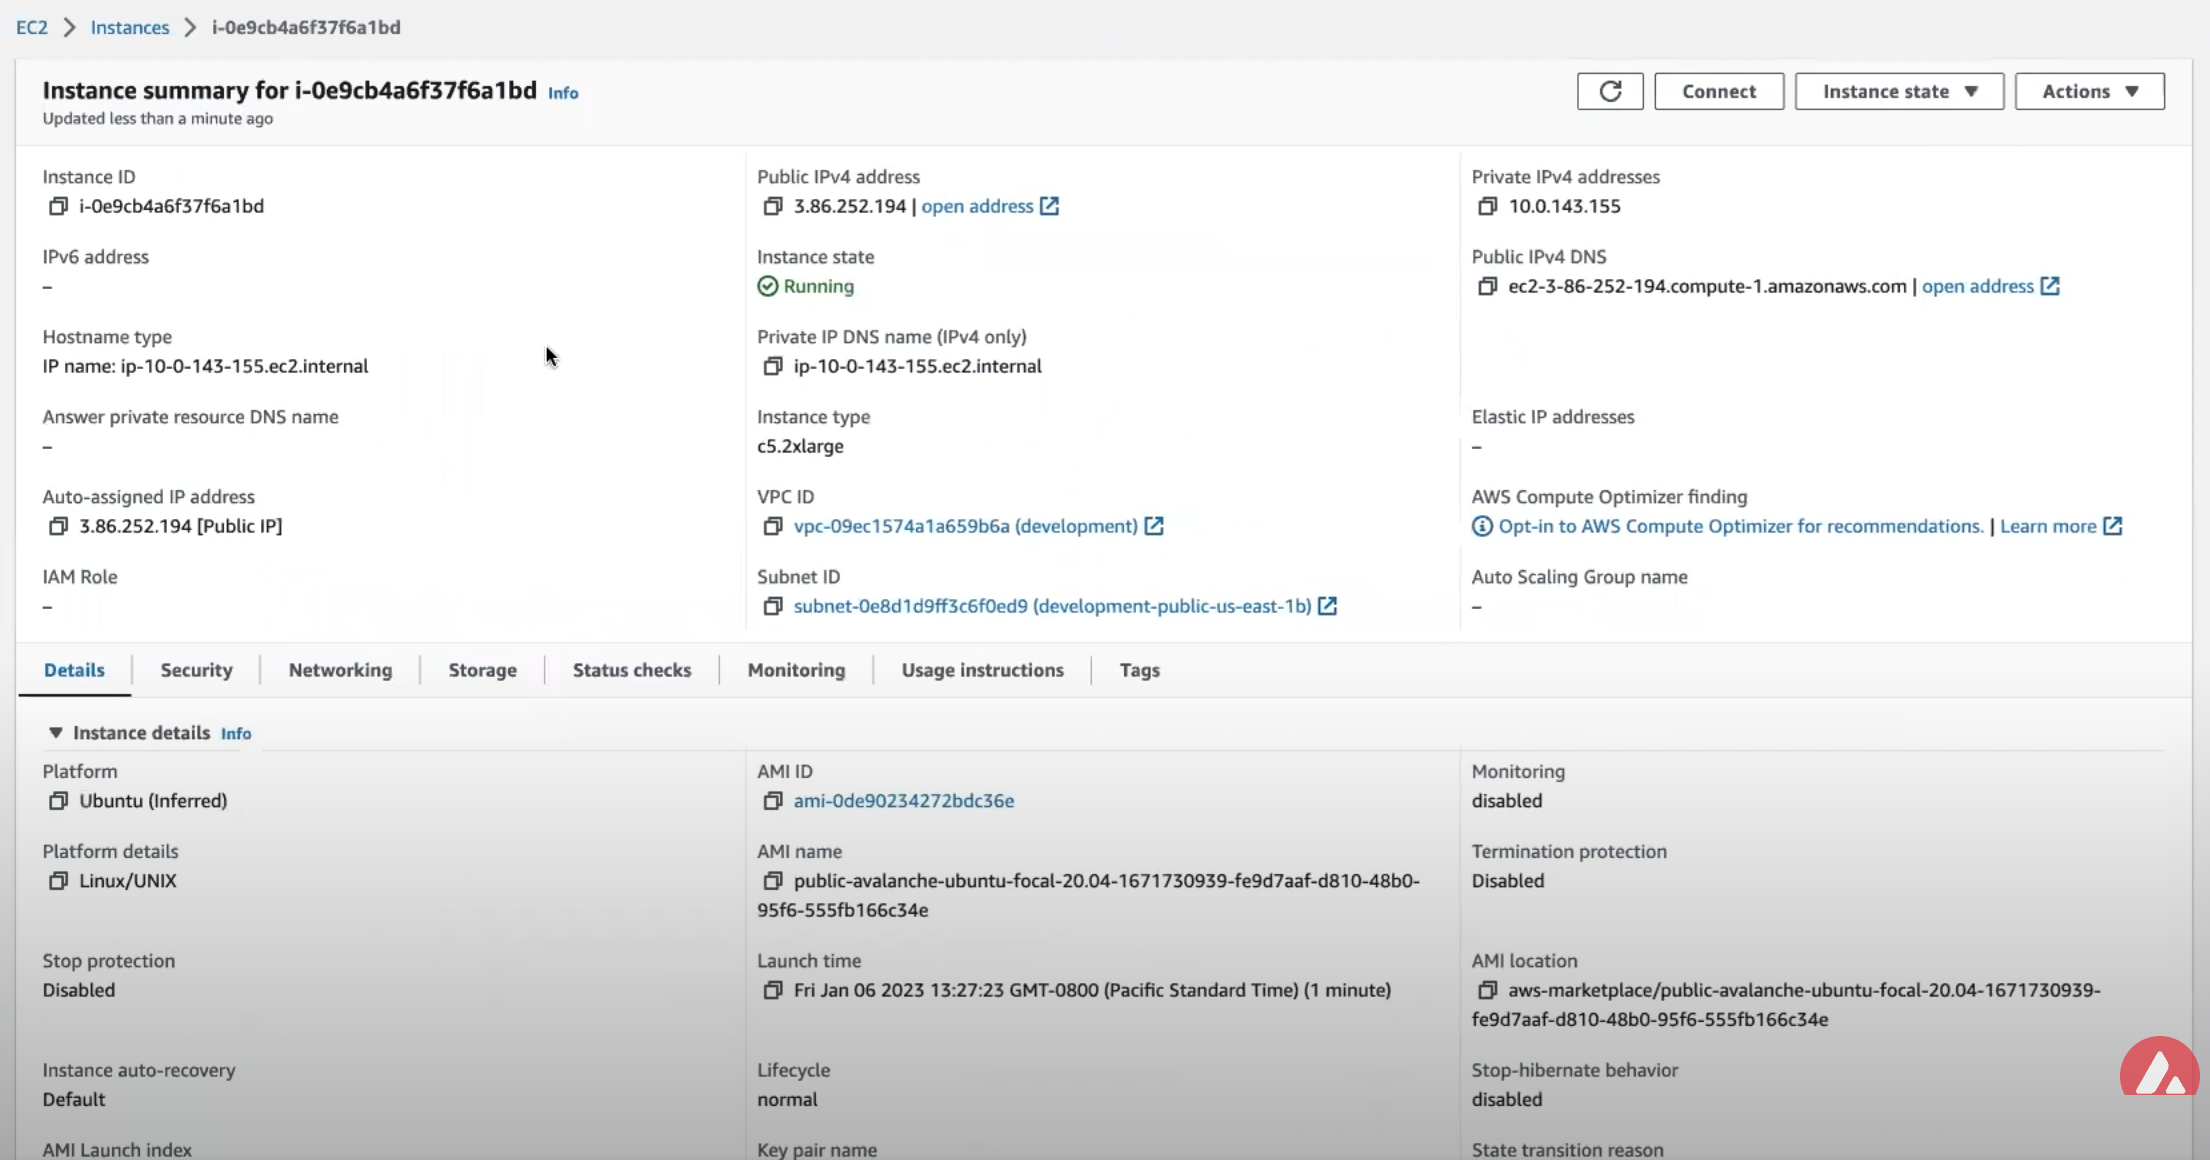 EC2 > Instances > i-0e9cb4a6f37f6a1bd
Instance summary for i-0e9cb4a6f37f6a1bd Info
Updated less than a minute ago
Connect
Instance state
Actions
Instance ID
i-0e9cb4a6f37f6a1bd
Public IPv4 address
3.86.252.194 | open address
Private IPv4 addresses
10.0.143.155
IPv6 address
–
Instance state
Running
Public IPv4 DNS
ec2-3-86-252-194.compute-1.amazonaws.com | open address
Hostname type
IP name: ip-10-0-143-155.ec2.internal
Private IP DNS name (IPv4 only)
ip-10-0-143-155.ec2.internal
Answer private resource DNS name
–
Instance type
c5.2xlarge
Elastic IP addresses
–
Auto-assigned IP address
3.86.252.194 [Public IP]
VPC ID
vpc-09ec1574a1a659b6a (development)
AWS Compute Optimizer finding
Opt-in to AWS Compute Optimizer for recommendations. | Learn more
IAM Role
–
Subnet ID
subnet-0e8d1d9ff3c6f0ed9 (development-public-us-east-1b)
Auto Scaling Group name
–
Details
Security
Networking
Storage
Status checks
Monitoring
Usage instructions
Tags
Instance details Info
Platform
Ubuntu (Inferred)
AMI ID
ami-0de90234272bdc36e
Monitoring
disabled
Platform details
Linux/UNIX
AMI name
public-avalanche-ubuntu-focal-20.04-1671730939-fe9d7aaf-d810-48b0-
95f6-555fb166c34e
Termination protection
Disabled
Stop protection
Disabled
Launch time
Fri Jan 06 2023 13:27:23 GMT-0800 (Pacific Standard Time) (1 minute)
AMI location
aws-marketplace/public-avalanche-ubuntu-focal-20.04-1671730939-
fe9d7aaf-d810-48b0-95f6-555fb166c34e
Instance auto-recovery
Default
Lifecycle
normal
Stop-hibernate behavior
disabled
AMI Launch index
Key pair name
State transition reason